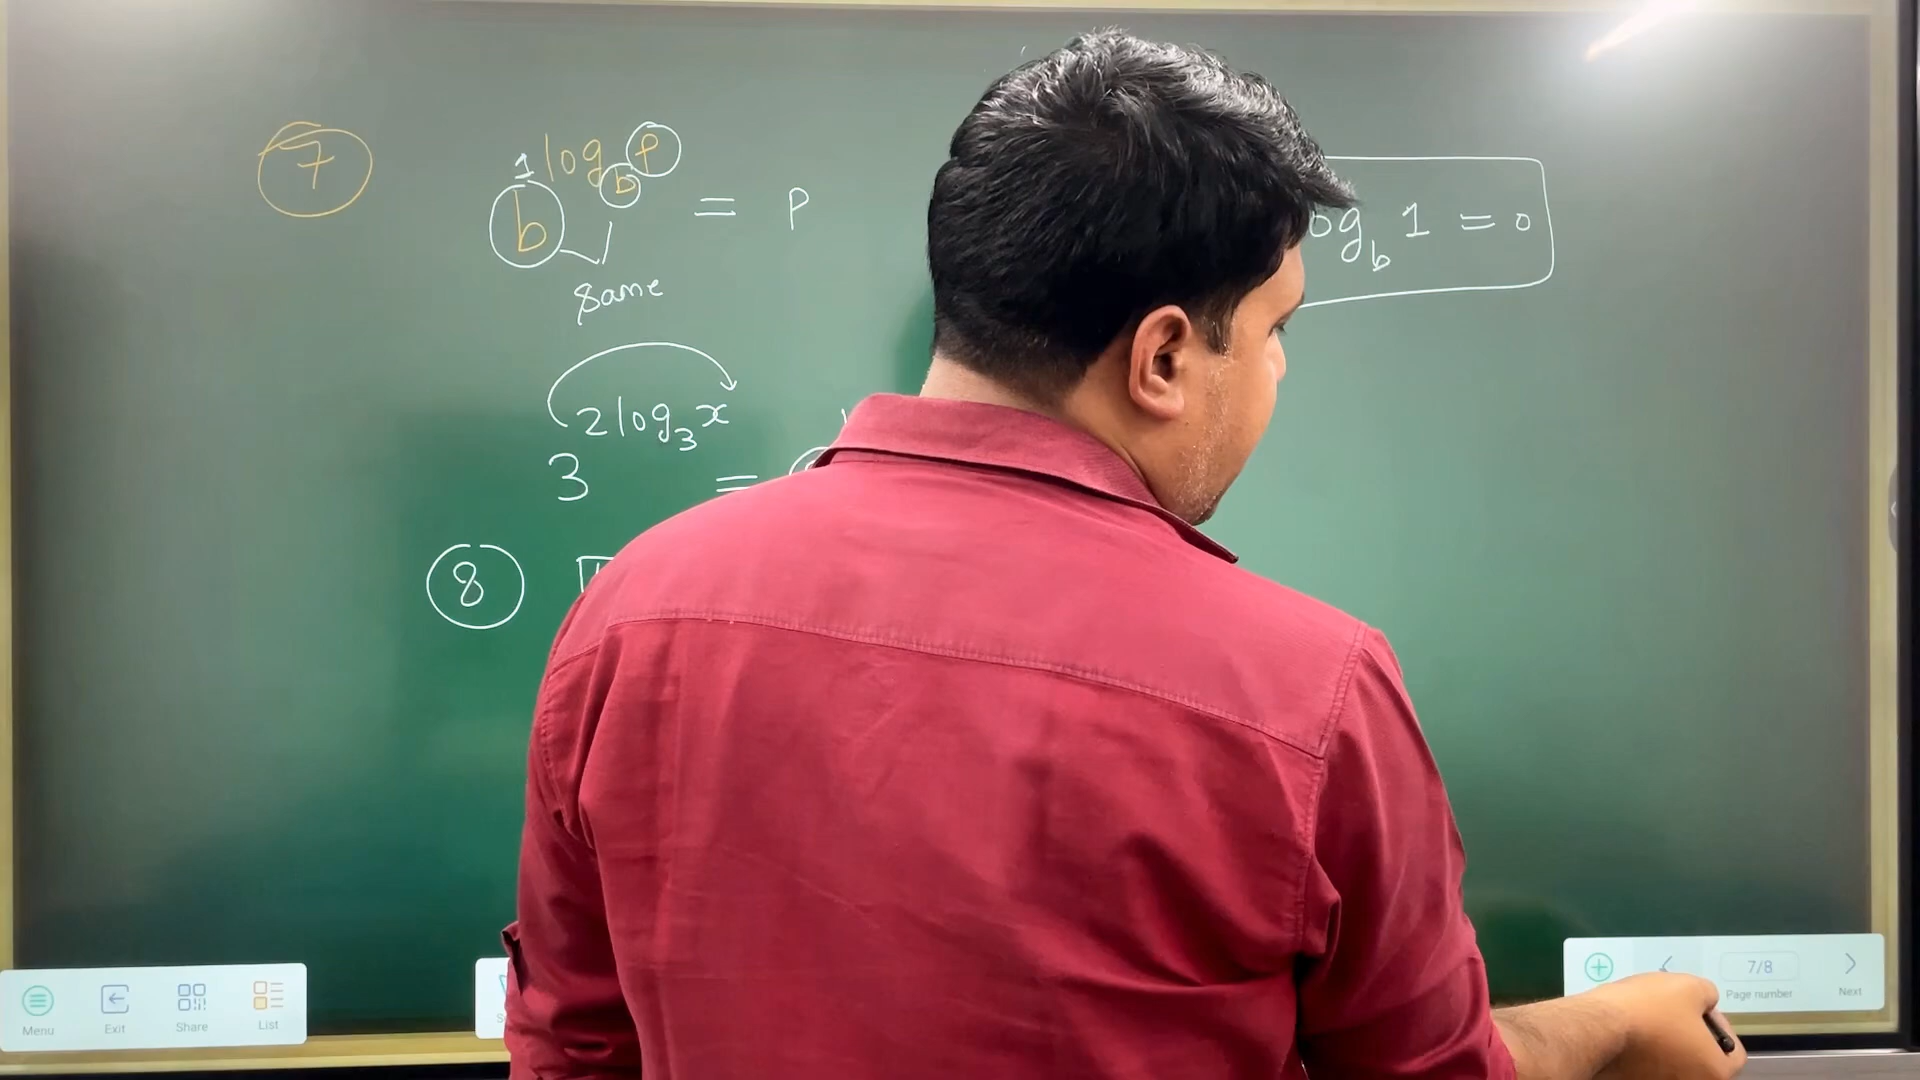 7
b^{1 log_b p} = p
same
og_b 1 = 0
3^{2 log_3 x} =
8
Menu
Exit
Share
List
7/8
Page number
Next